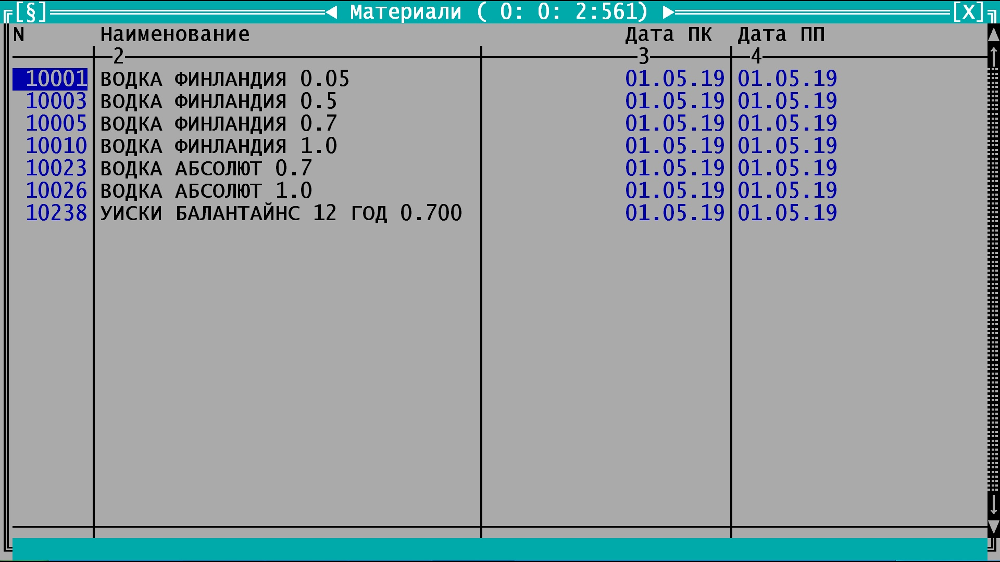 [§] ◄ Материали ( 0: 0: 2:561) ► [X]
N Наименование Дата ПК Дата ПП
2 3 4
10001 ВОДКА ФИНЛАНДИЯ 0.05 01.05.19 01.05.19
10003 ВОДКА ФИНЛАНДИЯ 0.5 01.05.19 01.05.19
10005 ВОДКА ФИНЛАНДИЯ 0.7 01.05.19 01.05.19
10010 ВОДКА ФИНЛАНДИЯ 1.0 01.05.19 01.05.19
10023 ВОДКА АБСОЛЮТ 0.7 01.05.19 01.05.19
10026 ВОДКА АБСОЛЮТ 1.0 01.05.19 01.05.19
10238 УИСКИ БАЛАНТАЙНС 12 ГОД 0.700 01.05.19 01.05.19